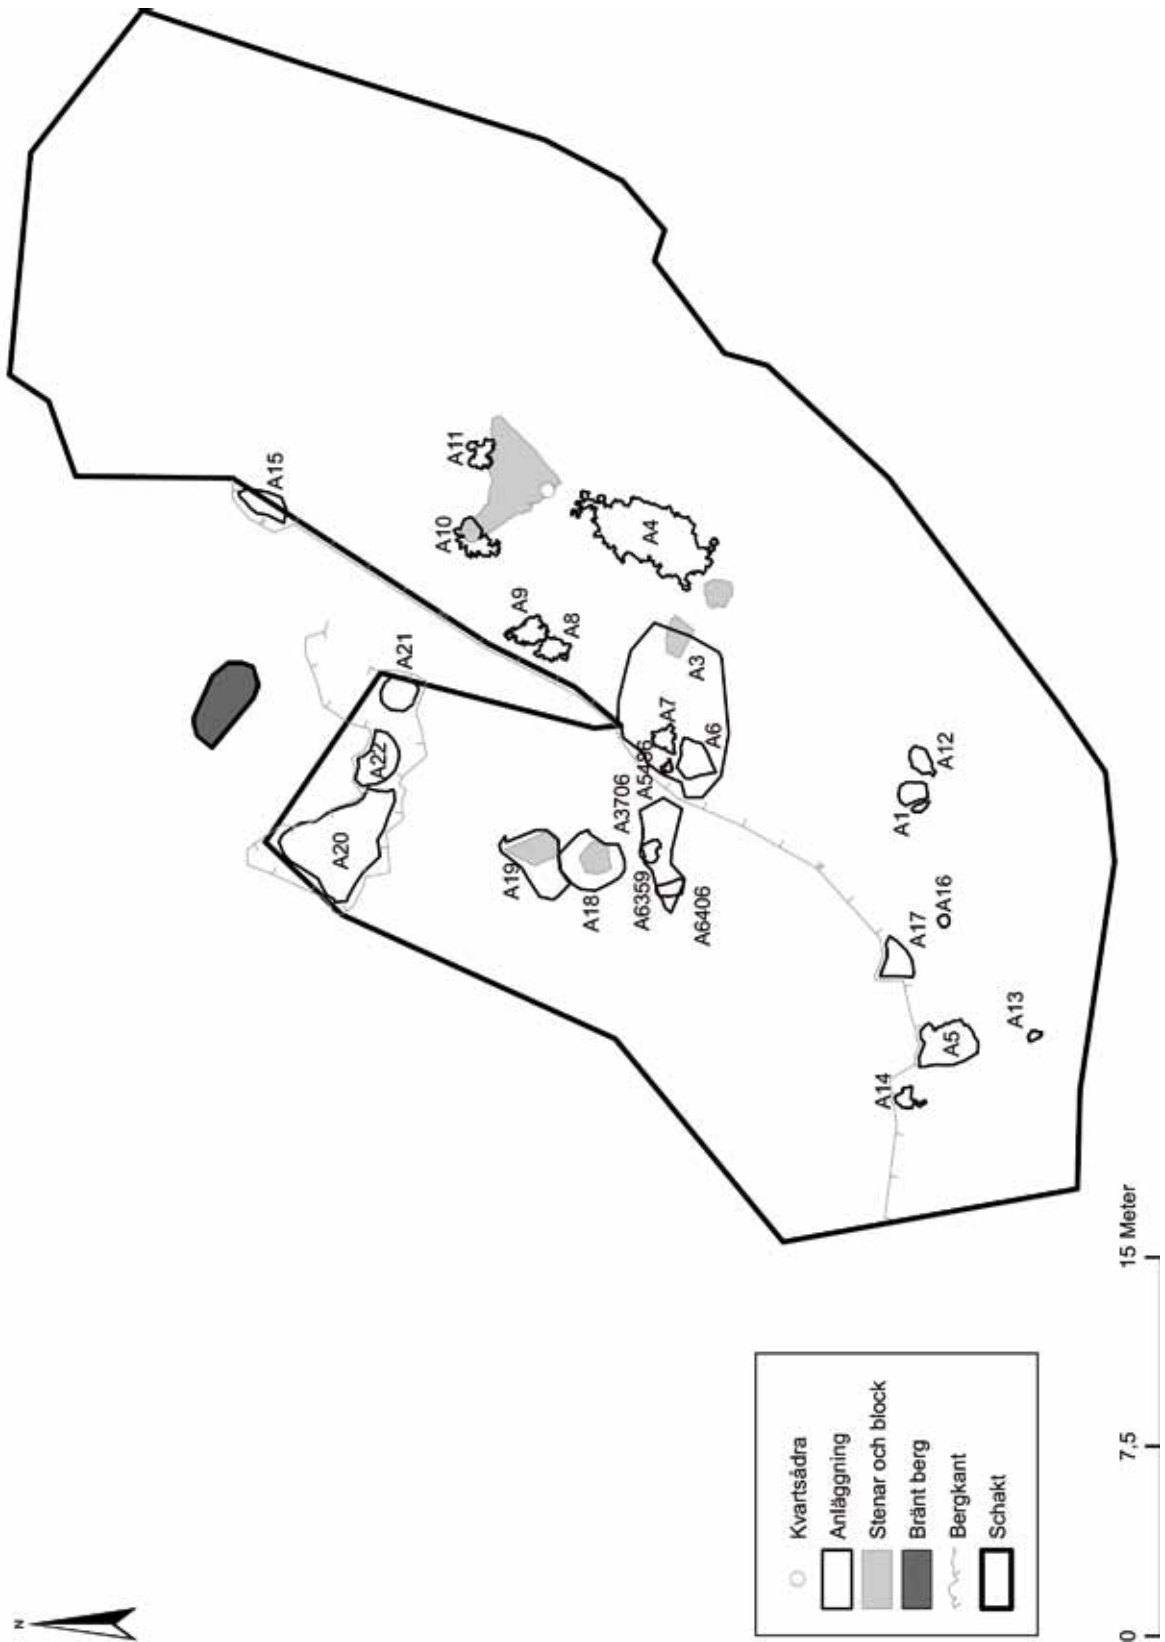 N
A15
A11
A10
A9
A8
A4
A21
A22
A20
A3
A7
A6
A5486
A3706
A19
A18
A6359
A6406
A12
A1
A16
A17
A13
A5
A14
Kvartsådra
Anläggning
Stenar och block
Bränt berg
Bergkant
Schakt
0 7,5 15 Meter